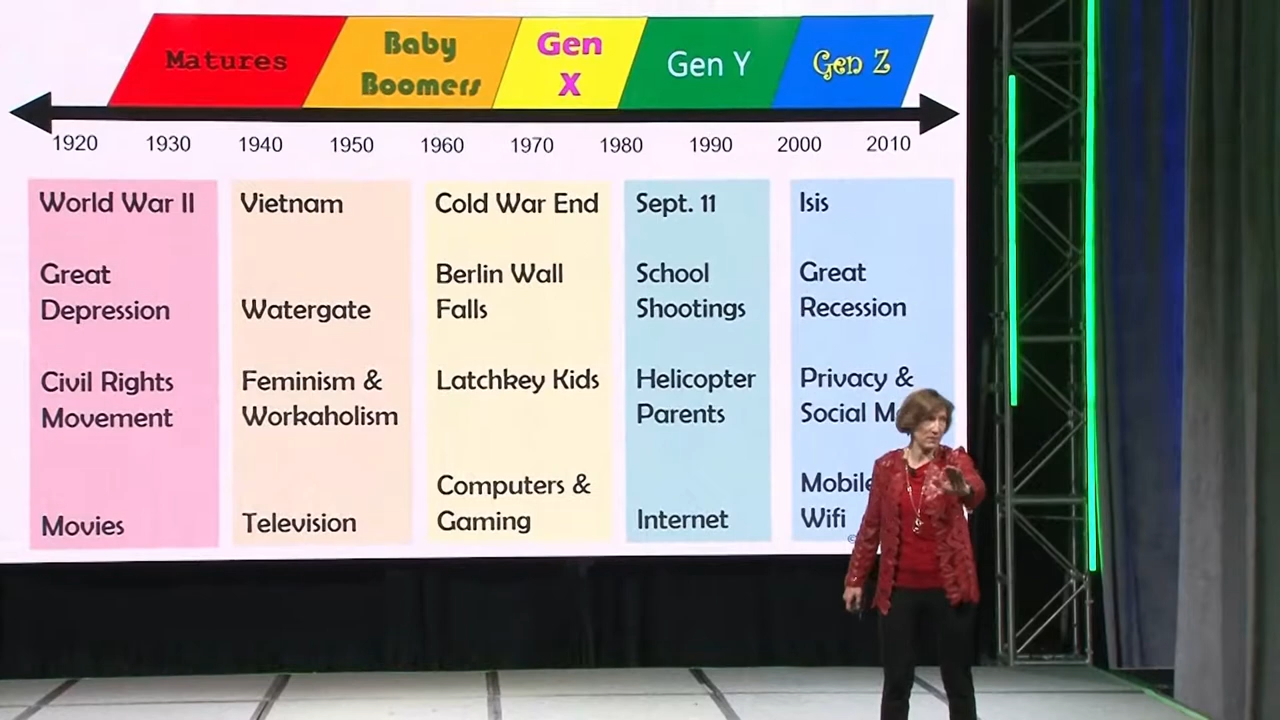 Matures
Baby
Boomers
Gen
X
Gen Y
Gen Z
1920 1930 1940 1950 1960 1970 1980 1990 2000 2010
World War II
Great
Depression
Civil Rights
Movement
Movies
Vietnam
Watergate
Feminism &
Workaholism
Television
Cold War End
Berlin Wall
Falls
Latchkey Kids
Computers &
Gaming
Sept. 11
School
Shootings
Helicopter
Parents
Internet
Isis
Great
Recession
Privacy &
Social
Mobile
Wifi